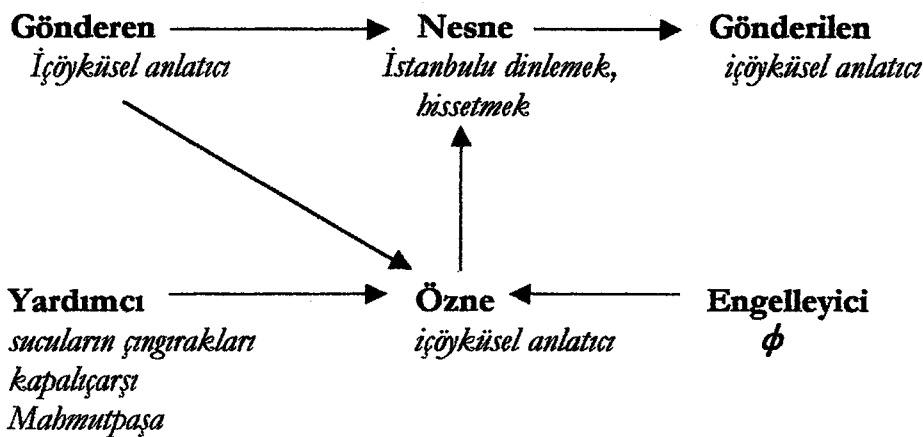 Gönderen Nesne Gönderilen
İçöyküsel anlatıcı İstanbulu dinlemek, içöyküsel anlatıcı
hissetmek
Yardımcı Özne Engelleyici
sucuların çıngırakları içöyküsel anlatıcı ϕ
kapalıçarşı
Mahmutpaşa